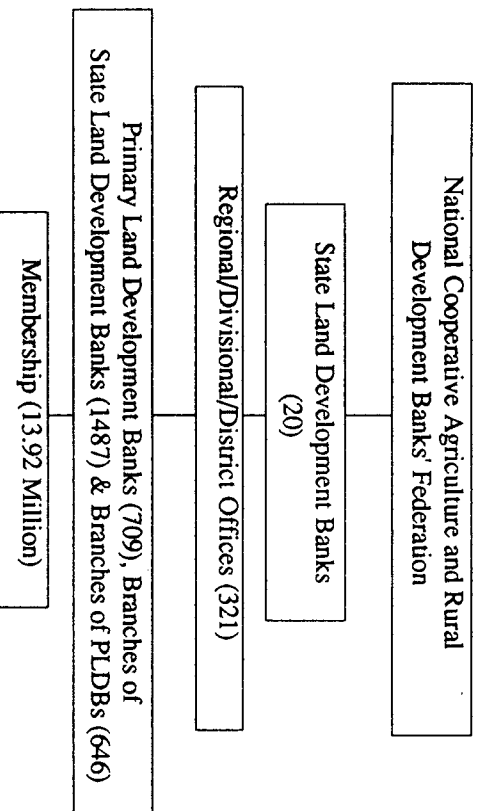 National Cooperative Agriculture and Rural
Development Banks' Federation
State Land Development Banks
(20)
Regional/Divisional/District Offices (321)
Primary Land Development Banks (709), Branches of
State Land Development Banks (1487) & Branches of PLDBs (646)
Membership (13.92 Million)